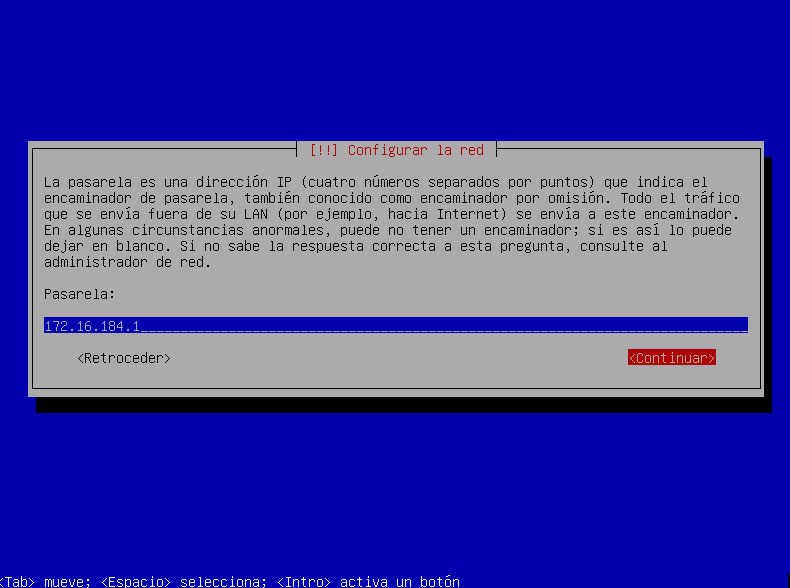 [!!] Configurar la red
La pasarela es una dirección IP (cuatro números separados por puntos) que indica el
encaminador de pasarela, también conocido como encaminador por omisión. Todo el tráfico
que se envía fuera de su LAN (por ejemplo, hacia Internet) se envía a este encaminador.
En algunas circunstancias anormales, puede no tener un encaminador; si es así lo puede
dejar en blanco. Si no sabe la respuesta correcta a esta pregunta, consulte al
administrador de red.
Pasarela:
172.16.184.1
<Retroceder> <Continuar>
<Tab> mueve; <Espacio> selecciona; <Intro> activa un botón